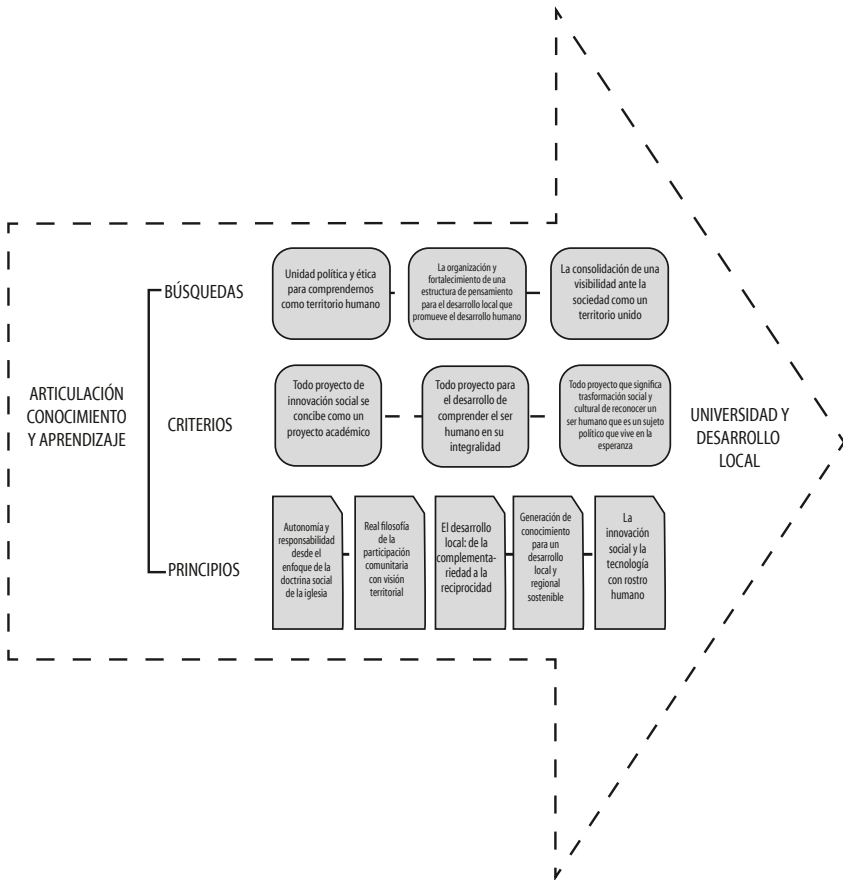 ARTICULACIÓN
CONOCIMIENTO
Y APRENDIZAJE
BÚSQUEDAS
Unidad política y ética
para comprendernos
como territorio humano
La organización y
fortalecimiento de una
estructura de pensamiento
para el desarrollo local que
promueve el desarrollo humano
La consolidación de una
visibilidad ante la
sociedad como un
territorio unido
CRITERIOS
Todo proyecto de
innovación social se
concibe como un
proyecto académico
Todo proyecto para
el desarrollo de
comprender el ser
humano en su
integralidad
Todo proyecto que significa
trasformación social y
cultural de reconocer un
ser humano que es un sujeto
político que vive en la
esperanza
PRINCIPIOS
Autonomía y
responsabilidad
desde el
enfoque de la
doctrina social
de la iglesia
Real filosofía
de la
participación
comunitaria
con visión
territorial
El desarrollo
local: de la
complementa-
riedad a la
reciprocidad
Generación de
conocimiento
para un
desarrollo
local y
regional
sostenible
La
innovación
social y la
tecnología
con rostro
humano
UNIVERSIDAD Y
DESARROLLO
LOCAL